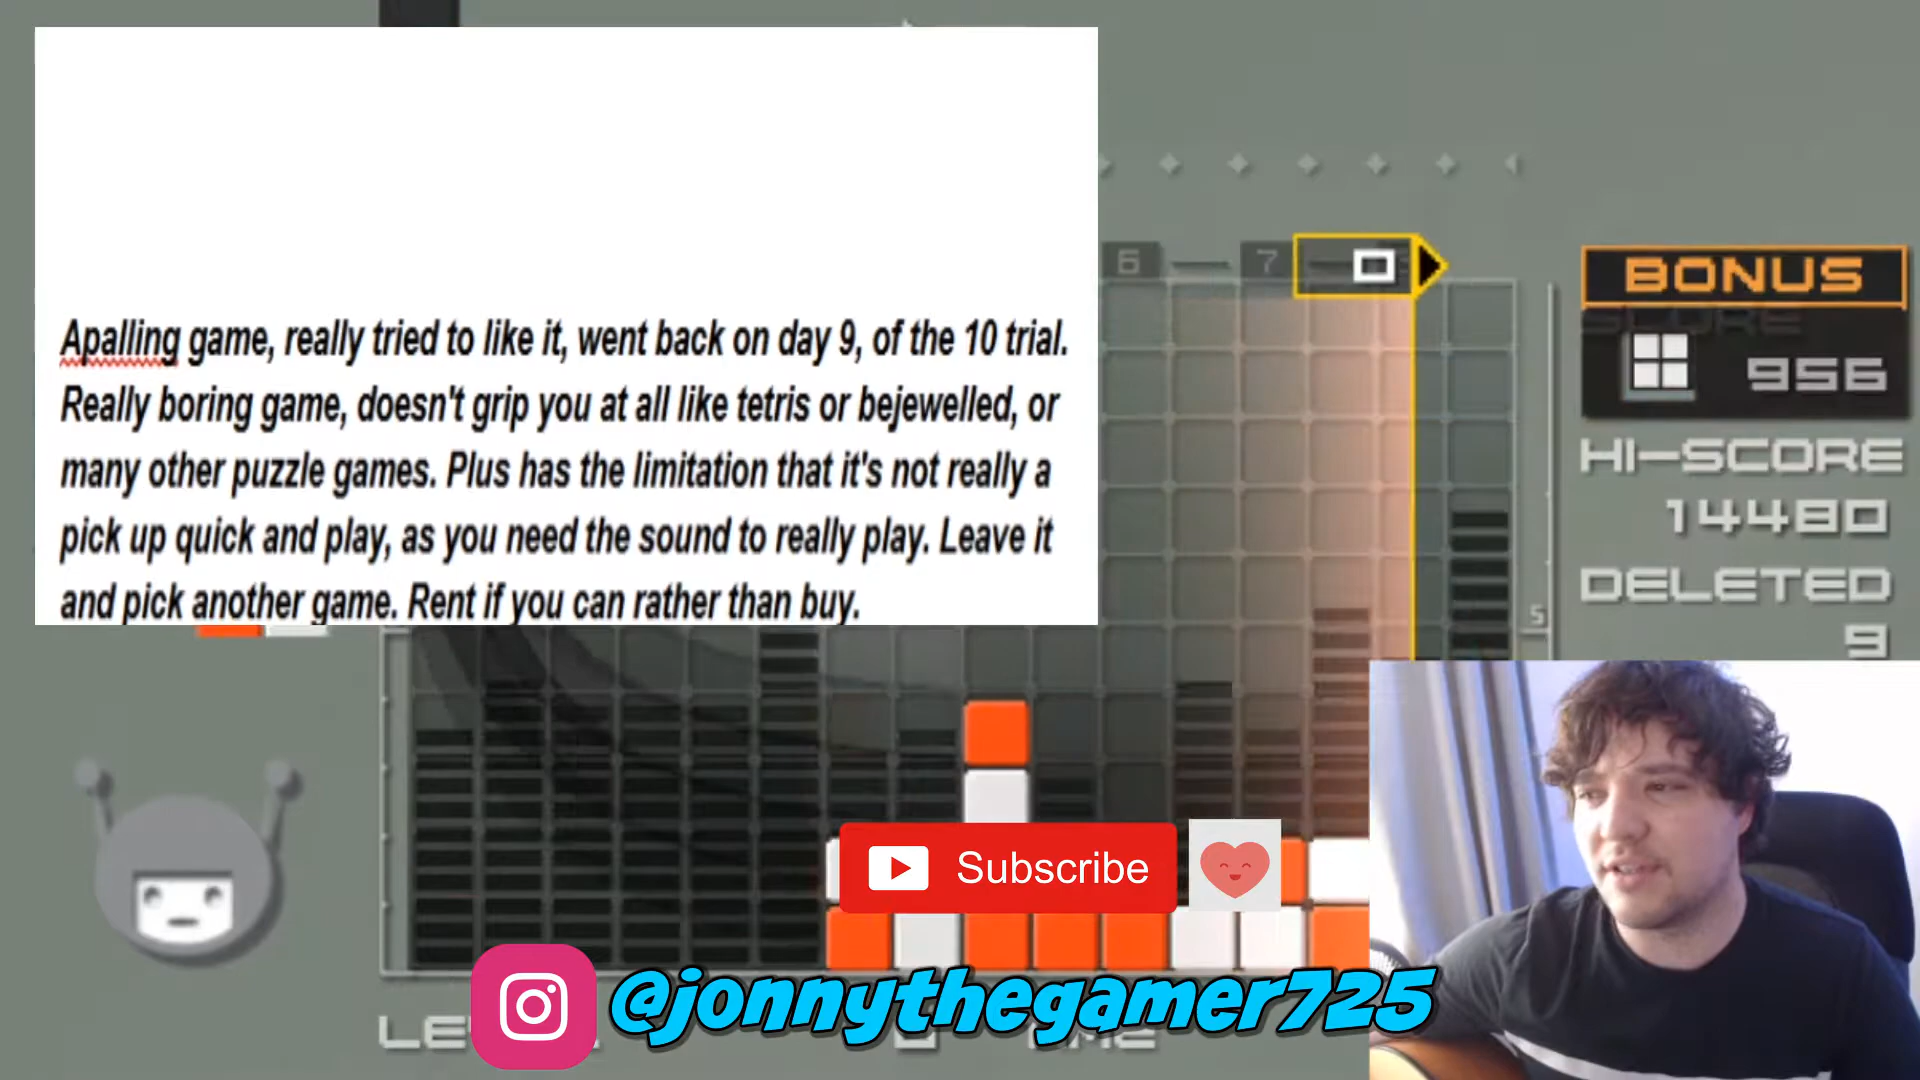 Apalling game, really tried to like it, went back on day 9, of the 10 trial.
Really boring game, doesn't grip you at all like tetris or bejewelled, or
many other puzzle games. Plus has the limitation that it's not really a
pick up quick and play, as you need the sound to really play. Leave it
and pick another game. Rent if you can rather than buy.
6
7
BONUS
956
HI-SCORE
14480
DELETED
9
5
Subscribe
@jonnythegamer725